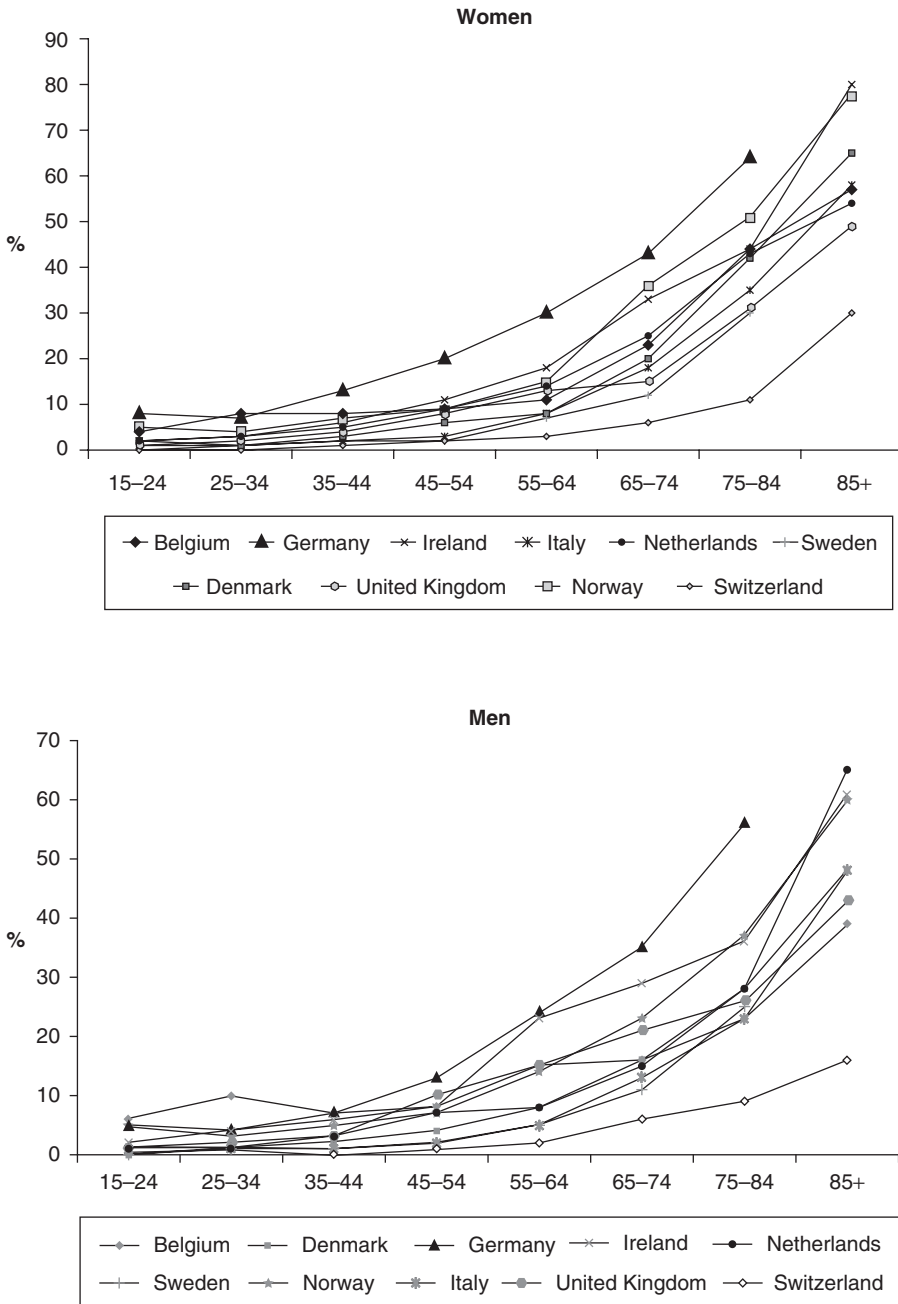 Women
90
80
70
60
50
%
40
30
20
10
0
15–24 25–34 35–44 45–54 55–64 65–74 75–84 85+
Belgium Germany Ireland Italy Netherlands Sweden
Denmark United Kingdom Norway Switzerland
Men
70
60
50
40
%
30
20
10
0
15–24 25–34 35–44 45–54 55–64 65–74 75–84 85+
Belgium Denmark Germany Ireland Netherlands
Sweden Norway Italy United Kingdom Switzerland